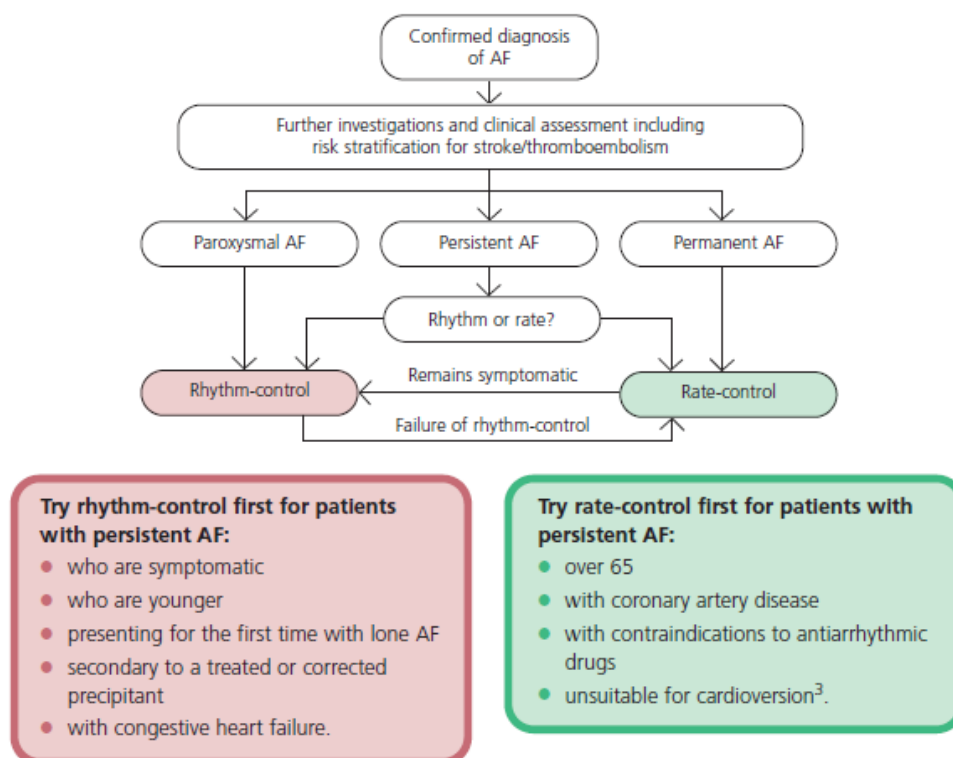 Confirmed diagnosis
of AF
Further investigations and clinical assessment including
risk stratification for stroke/thromboembolism
Paroxysmal AF
Persistent AF
Permanent AF
Rhythm or rate?
Rhythm-control
Remains symptomatic
Rate-control
Failure of rhythm-control
Try rhythm-control first for patients
with persistent AF:
● who are symptomatic
● who are younger
● presenting for the first time with lone AF
● secondary to a treated or corrected
precipitant
● with congestive heart failure.
Try rate-control first for patients with
persistent AF:
● over 65
● with coronary artery disease
● with contraindications to antiarrhythmic
drugs
● unsuitable for cardioversion³.